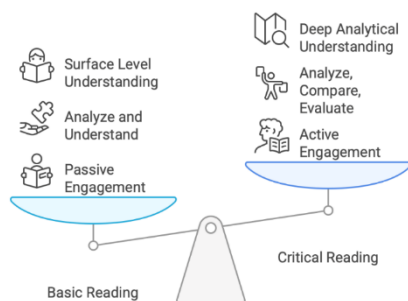 Surface Level
Understanding
Analyze and
Understand
Passive
Engagement
Basic Reading
Deep Analytical
Understanding
Analyze,
Compare,
Evaluate
Active
Engagement
Critical Reading